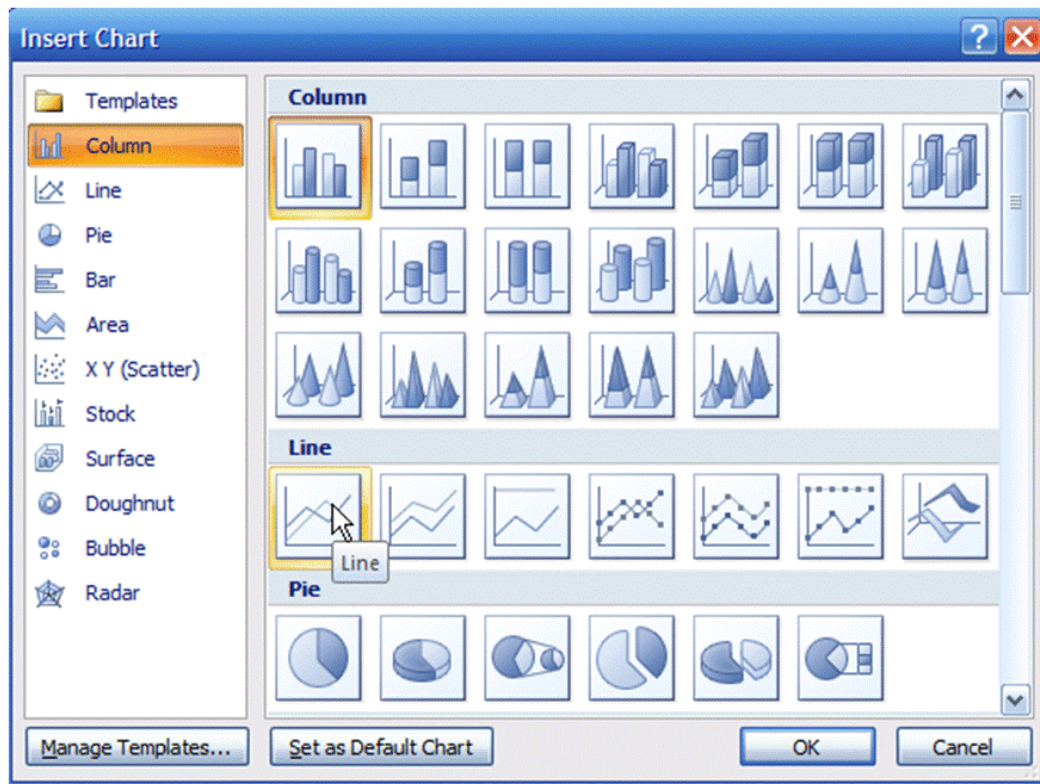 Insert Chart
Templates
Column
Line
Pie
Bar
Area
X Y (Scatter)
Stock
Surface
Doughnut
Bubble
Radar
Column
Line
Line
Pie
Manage Templates...
Set as Default Chart
OK
Cancel